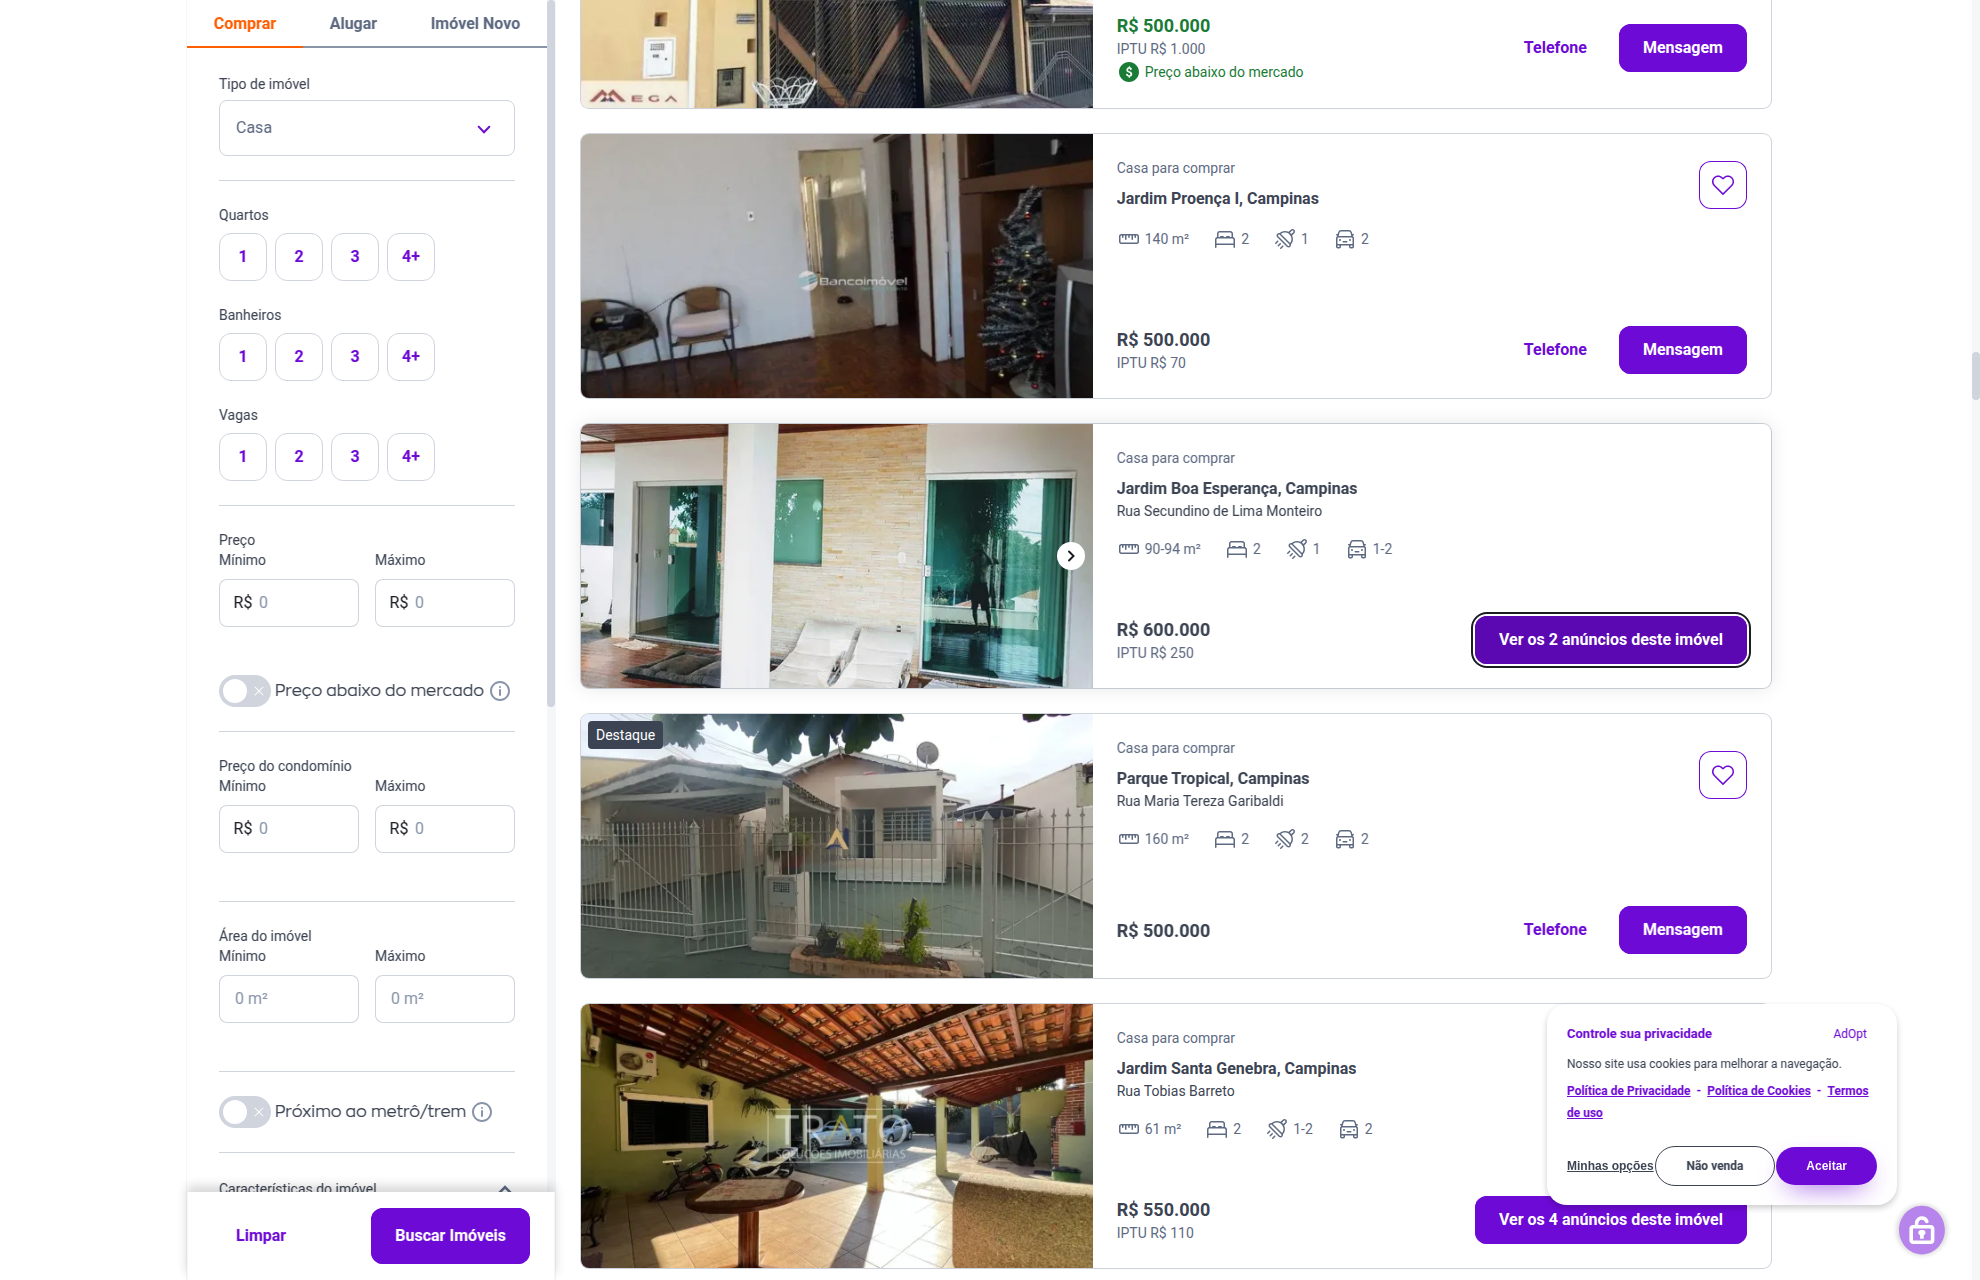 Comprar
Alugar
Imóvel Novo
Tipo de imóvel
Casa
Quartos
1
2
3
4+
Banheiros
1
2
3
4+
Vagas
1
2
3
4+
Preço
Mínimo
Máximo
R$ 0
R$ 0
Preço abaixo do mercado
Preço do condomínio
Mínimo
Máximo
R$ 0
R$ 0
Área do imóvel
Mínimo
Máximo
0 m²
0 m²
Próximo ao metrô/trem
Características do imóvel
Limpar
Buscar Imóveis
MEGA
R$ 500.000
IPTU R$ 1.000
Preço abaixo do mercado
Telefone
Mensagem
Bancoimóvel
Casa para comprar
Jardim Proença I, Campinas
140 m²
2
1
2
R$ 500.000
IPTU R$ 70
Telefone
Mensagem
Casa para comprar
Jardim Boa Esperança, Campinas
Rua Secundino de Lima Monteiro
90-94 m²
2
1
1-2
R$ 600.000
IPTU R$ 250
Ver os 2 anúncios deste imóvel
Destaque
Casa para comprar
Parque Tropical, Campinas
Rua Maria Tereza Garibaldi
160 m²
2
2
2
R$ 500.000
Telefone
Mensagem
TRATO
SOLUÇÕES IMOBILIÁRIAS
Casa para comprar
Jardim Santa Genebra, Campinas
Rua Tobias Barreto
61 m²
2
1-2
2
R$ 550.000
IPTU R$ 110
Ver os 4 anúncios deste imóvel
Controle sua privacidade
AdOpt
Nosso site usa cookies para melhorar a navegação.
Política de Privacidade - Política de Cookies - Termos
de uso
Minhas opções
Não venda
Aceitar